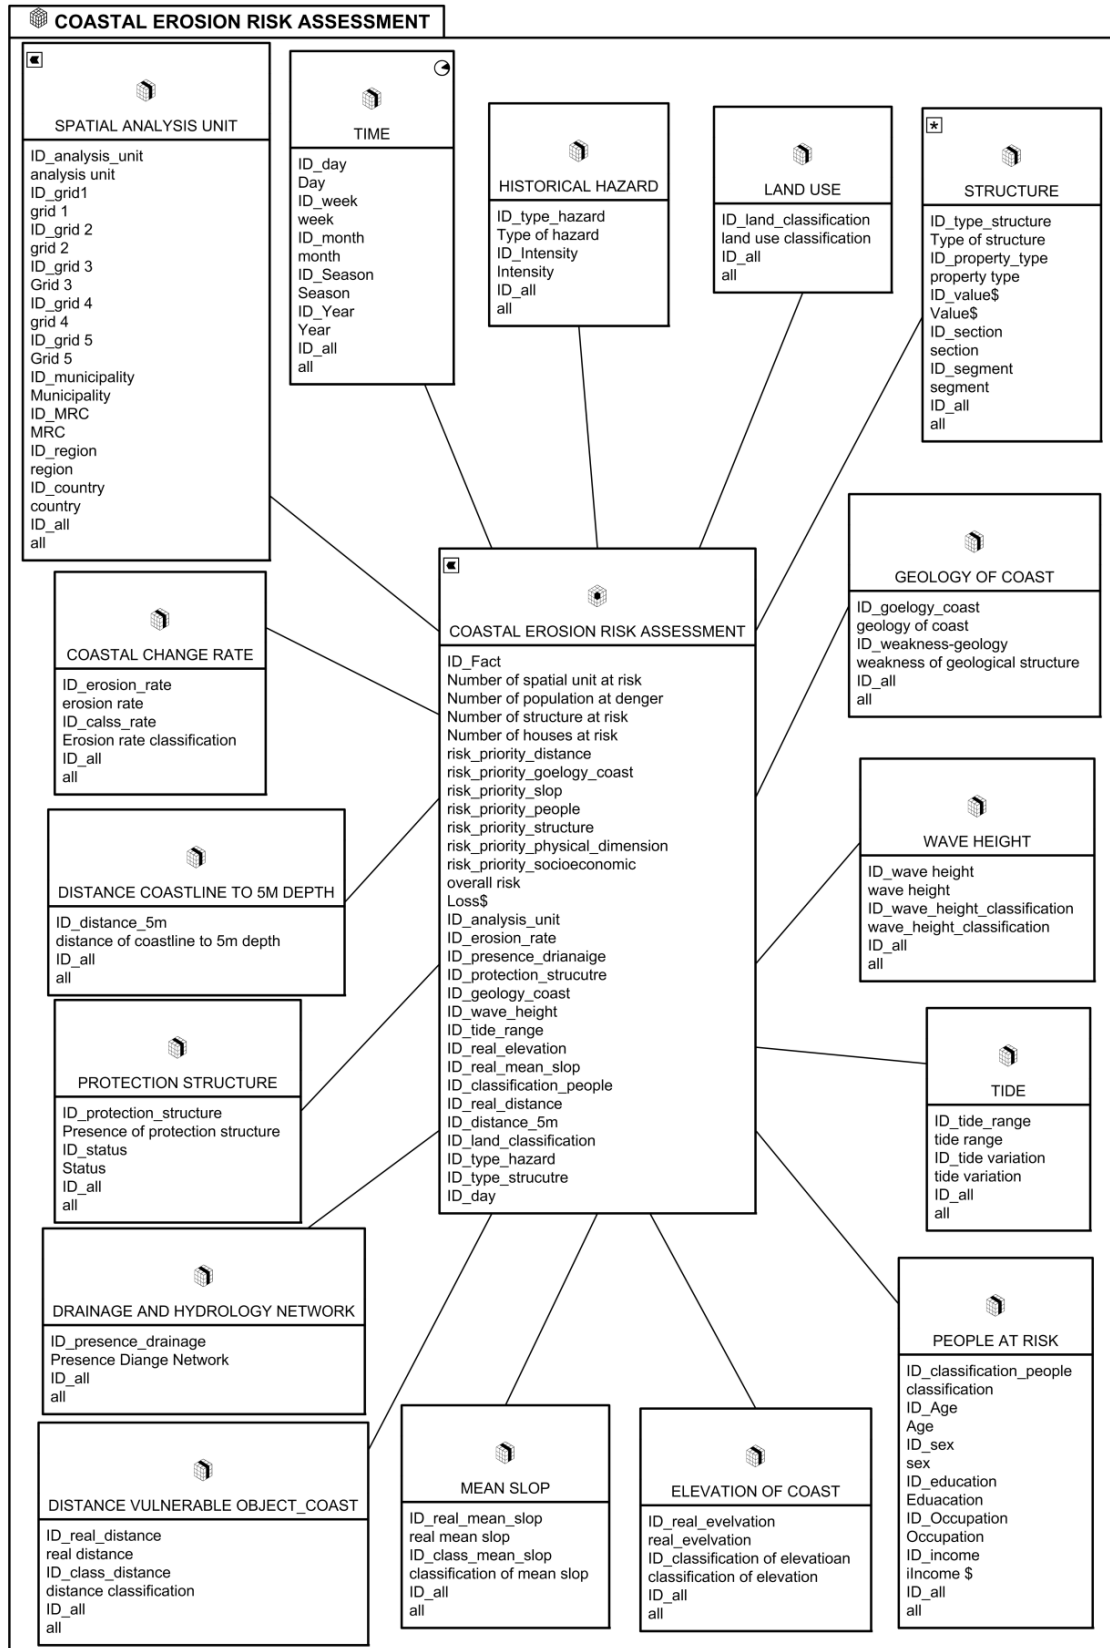 COASTAL EROSION RISK ASSESSMENT
SPATIAL ANALYSIS UNIT
ID_analysis_unit
analysis unit
ID_grid1
grid 1
ID_grid 2
grid 2
ID_grid 3
Grid 3
ID_grid 4
grid 4
ID_grid 5
Grid 5
ID_municipality
Municipality
ID_MRC
MRC
ID_region
region
ID_country
country
ID_all
all
TIME
ID_day
Day
ID_week
week
ID_month
month
ID_Season
Season
ID_Year
Year
ID_all
all
HISTORICAL HAZARD
ID_type_hazard
Type of hazard
ID_Intensity
Intensity
ID_all
all
LAND USE
ID_land_classification
land use classification
ID_all
all
*
STRUCTURE
ID_type_structure
Type of structure
ID_property_type
property type
ID_value$
Value$
ID_section
section
ID_segment
segment
ID_all
all
COASTAL CHANGE RATE
ID_erosion_rate
erosion rate
ID_calss_rate
Erosion rate classification
ID_all
all
COASTAL EROSION RISK ASSESSMENT
ID_Fact
Number of spatial unit at risk
Number of population at denger
Number of structure at risk
Number of houses at risk
risk_priority_distance
risk_priority_goelogy_coast
risk_priority_slop
risk_priority_people
risk_priority_structure
risk_priority_physical_dimension
risk_priority_socioeconomic
overall risk
Loss$
ID_analysis_unit
ID_erosion_rate
ID_presence_drianaige
ID_protection_strucutre
ID_geology_coast
ID_wave_height
ID_tide_range
ID_real_elevation
ID_real_mean_slop
ID_classification_people
ID_real_distance
ID_distance_5m
ID_land_classification
ID_type_hazard
ID_type_strucutre
ID_day
GEOLOGY OF COAST
ID_goelogy_coast
geology of coast
ID_weakness-geology
weakness of geological structure
ID_all
all
DISTANCE COASTLINE TO 5M DEPTH
ID_distance_5m
distance of coastline to 5m depth
ID_all
all
WAVE HEIGHT
ID_wave height
wave height
ID_wave_height_classification
wave_height_classification
ID_all
all
PROTECTION STRUCTURE
ID_protection_structure
Presence of protection structure
ID_status
Status
ID_all
all
TIDE
ID_tide_range
tide range
ID_tide variation
tide variation
ID_all
all
DRAINAGE AND HYDROLOGY NETWORK
ID_presence_drainage
Presence Diange Network
ID_all
all
PEOPLE AT RISK
ID_classification_people
classification
ID_Age
Age
ID_sex
sex
ID_education
Eduacation
ID_Occupation
Occupation
ID_income
iIncome $
ID_all
all
DISTANCE VULNERABLE OBJECT_COAST
ID_real_distance
real distance
ID_class_distance
distance classification
ID_all
all
MEAN SLOP
ID_real_mean_slop
real mean slop
ID_class_mean_slop
classification of mean slop
ID_all
all
ELEVATION OF COAST
ID_real_evelvation
real_evelvation
ID_classification of elevatioan
classification of elevation
ID_all
all